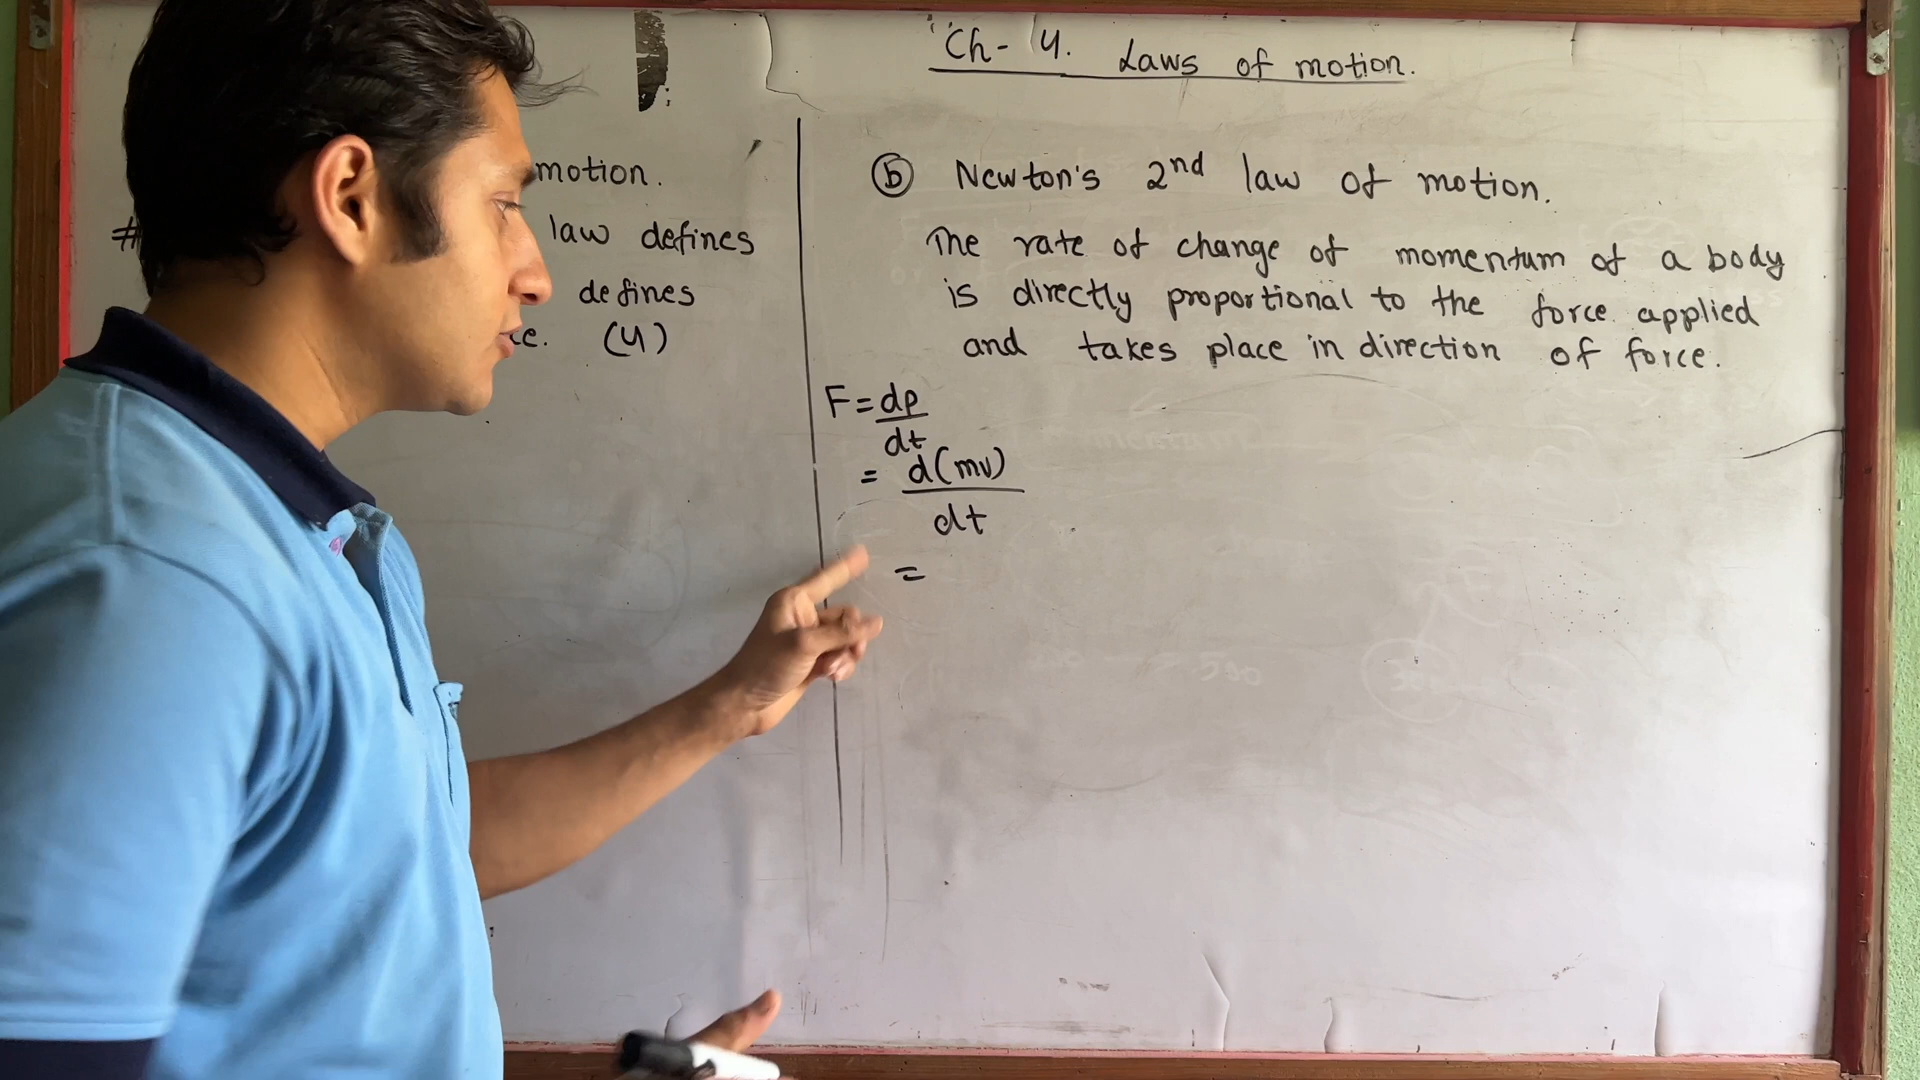 Ch-4. Laws of motion.
motion.
# law defines
defines
ce. (4)
b Newton's 2nd law of motion.
The rate of change of momentum of a body
is directly proportional to the force applied
and takes place in direction of force.
F = dp
dt
= d(mv)
dt
=